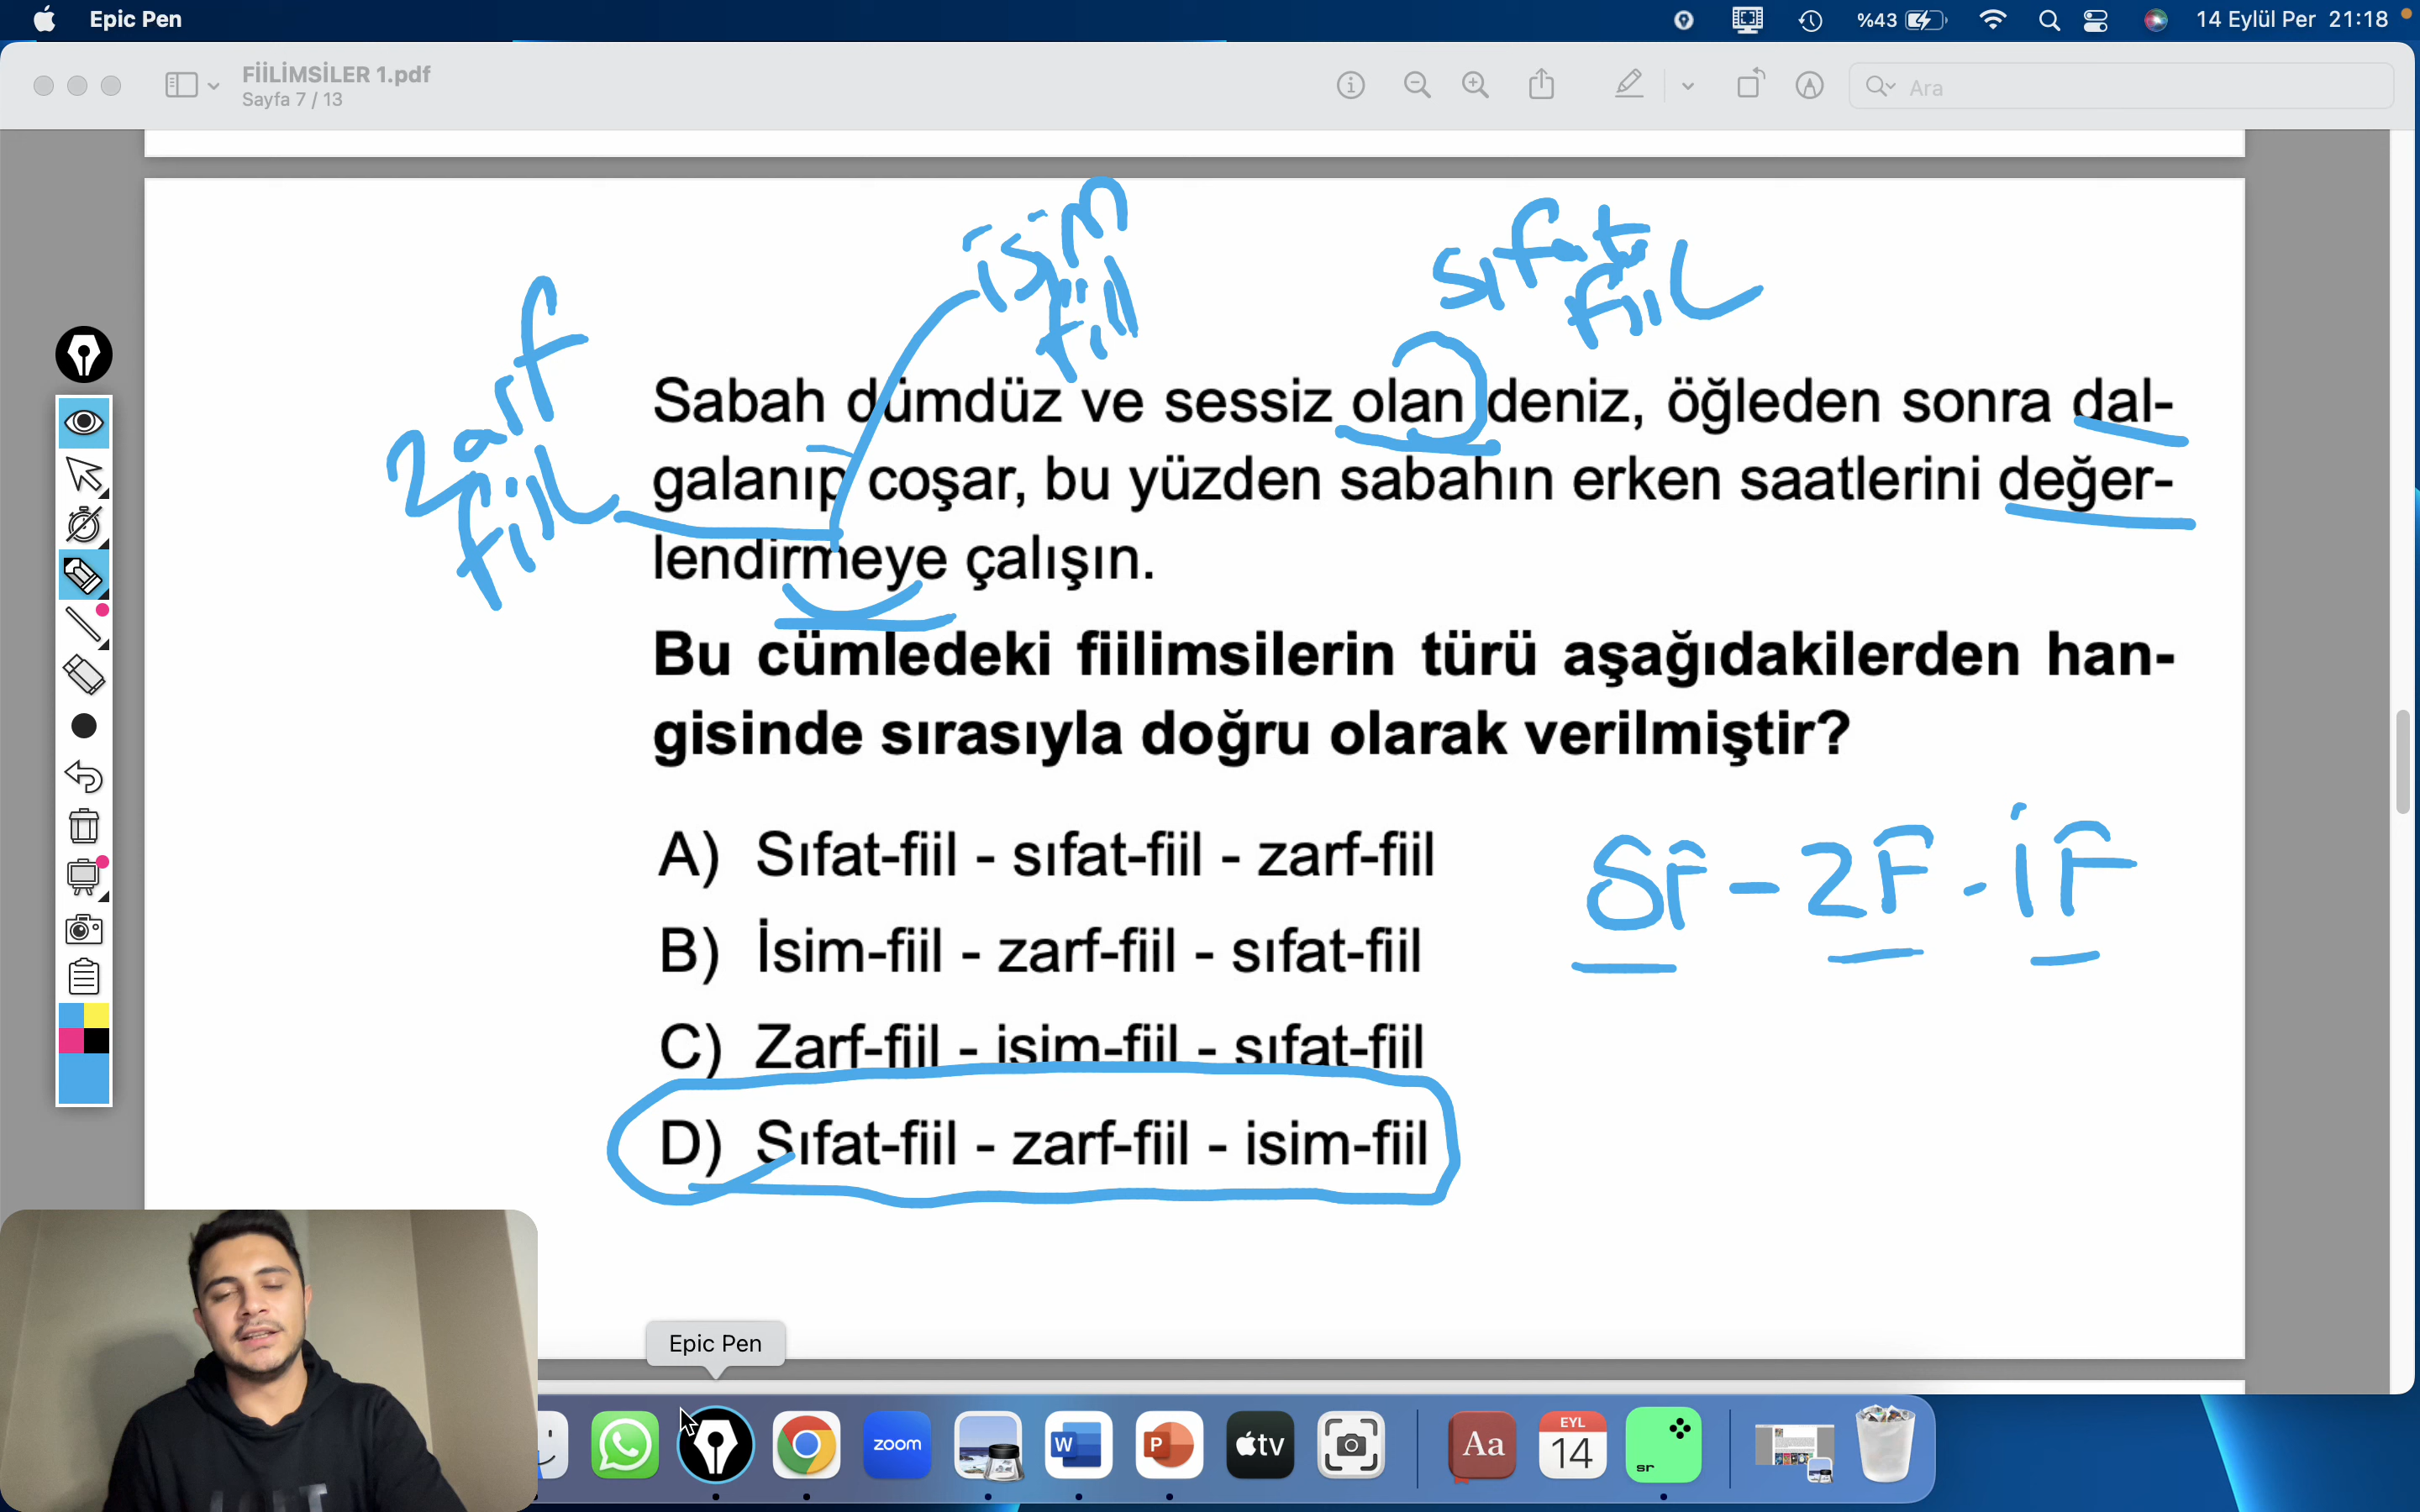 Epic Pen
%43
14 Eylül Per 21:18
FİİLİMSİLER 1.pdf
Sayfa 7 / 13
Ara
isim
fiil
sıfat
fiil
zarf
fiil
Sabah dümdüz ve sessiz olan deniz, öğleden sonra dal-
galanıp coşar, bu yüzden sabahın erken saatlerini değer-
lendirmeye çalışın.
Bu cümledeki fiilimsilerin türü aşağıdakilerden han-
gisinde sırasıyla doğru olarak verilmiştir?
A) Sıfat-fiil - sıfat-fiil - zarf-fiil
B) İsim-fiil - zarf-fiil - sıfat-fiil
C) Zarf-fiil - isim-fiil - sıfat-fiil
D) Sıfat-fiil - zarf-fiil - isim-fiil
SF - ZF - İF
Epic Pen
zoom
W
P
tv
Aa
EYL
14
sr